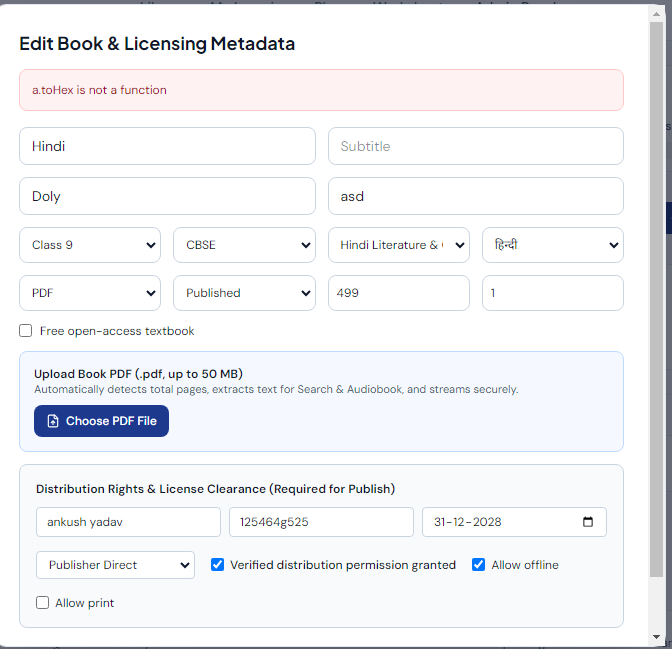 Edit Book & Licensing Metadata
a.toHex is not a function
Hindi Subtitle
Doly asd
Class 9 CBSE Hindi Literature & हिन्दी
PDF Published 499 1
Free open-access textbook
Upload Book PDF (.pdf, up to 50 MB)
Automatically detects total pages, extracts text for Search & Audiobook, and streams securely.
Choose PDF File
Distribution Rights & License Clearance (Required for Publish)
ankush yadav 125464g525 31-12-2028
Publisher Direct Verified distribution permission granted Allow offline
Allow print